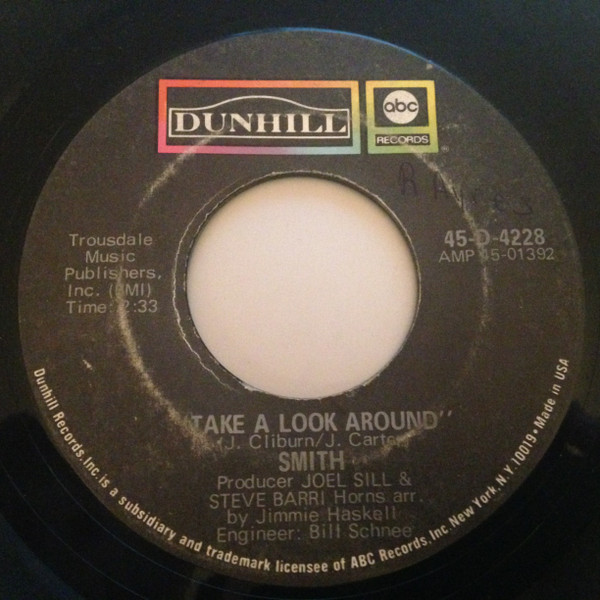 DUNHILL
abc
RECORDS
Trousdale
Music
Publishers,
Inc. (BMI)
Time: 2:33
45-D-4228
AMP 45-01392
"TAKE A LOOK AROUND"
(J. Cliburn/J. Carter)
SMITH
Producer JOEL SILL &
STEVE BARRI Horns arr.
by Jimmie Haskell
Engineer: Bill Schnee
Dunhill Records, Inc. is a subsidiary and trademark licensee of ABC Records, Inc. New York, N.Y. 10019 • Made in USA